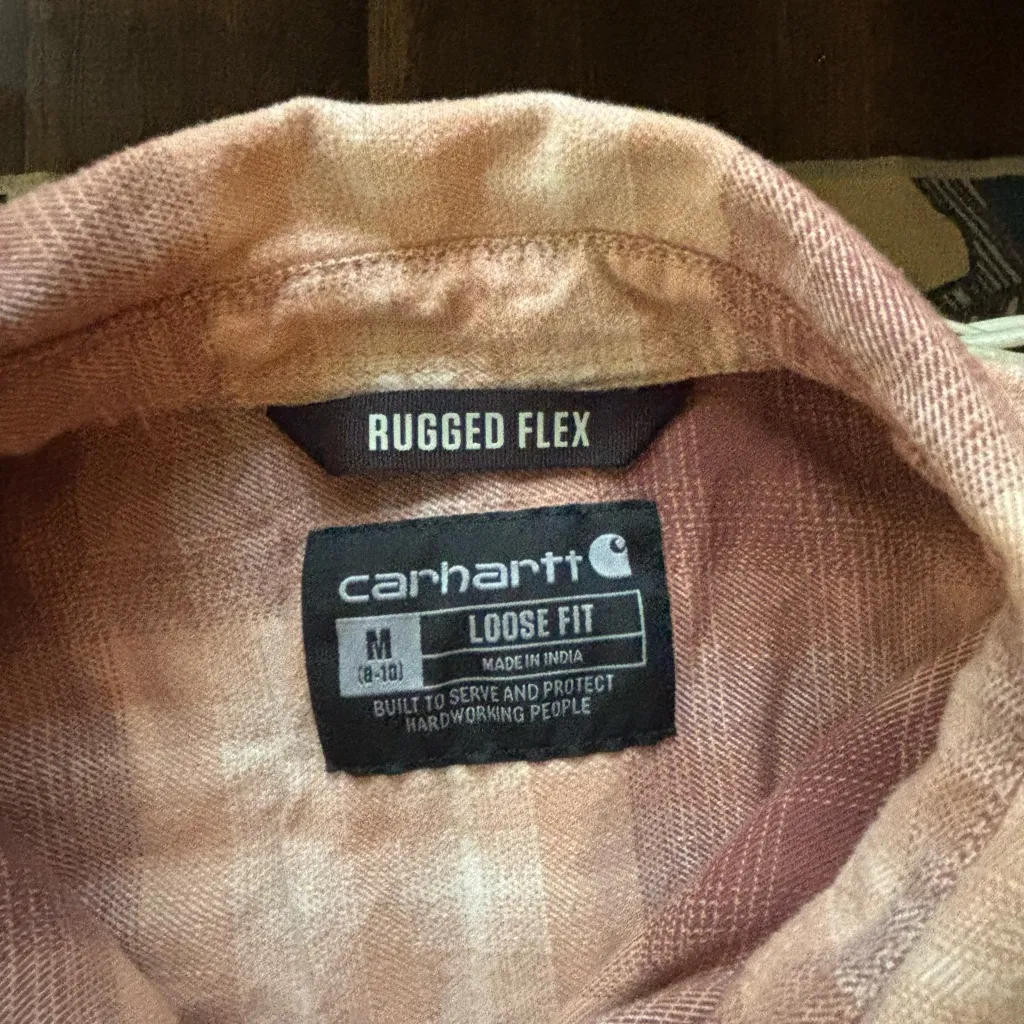 RUGGED FLEX
carhartt
M
(8-10)
LOOSE FIT
MADE IN INDIA
BUILT TO SERVE AND PROTECT
HARDWORKING PEOPLE